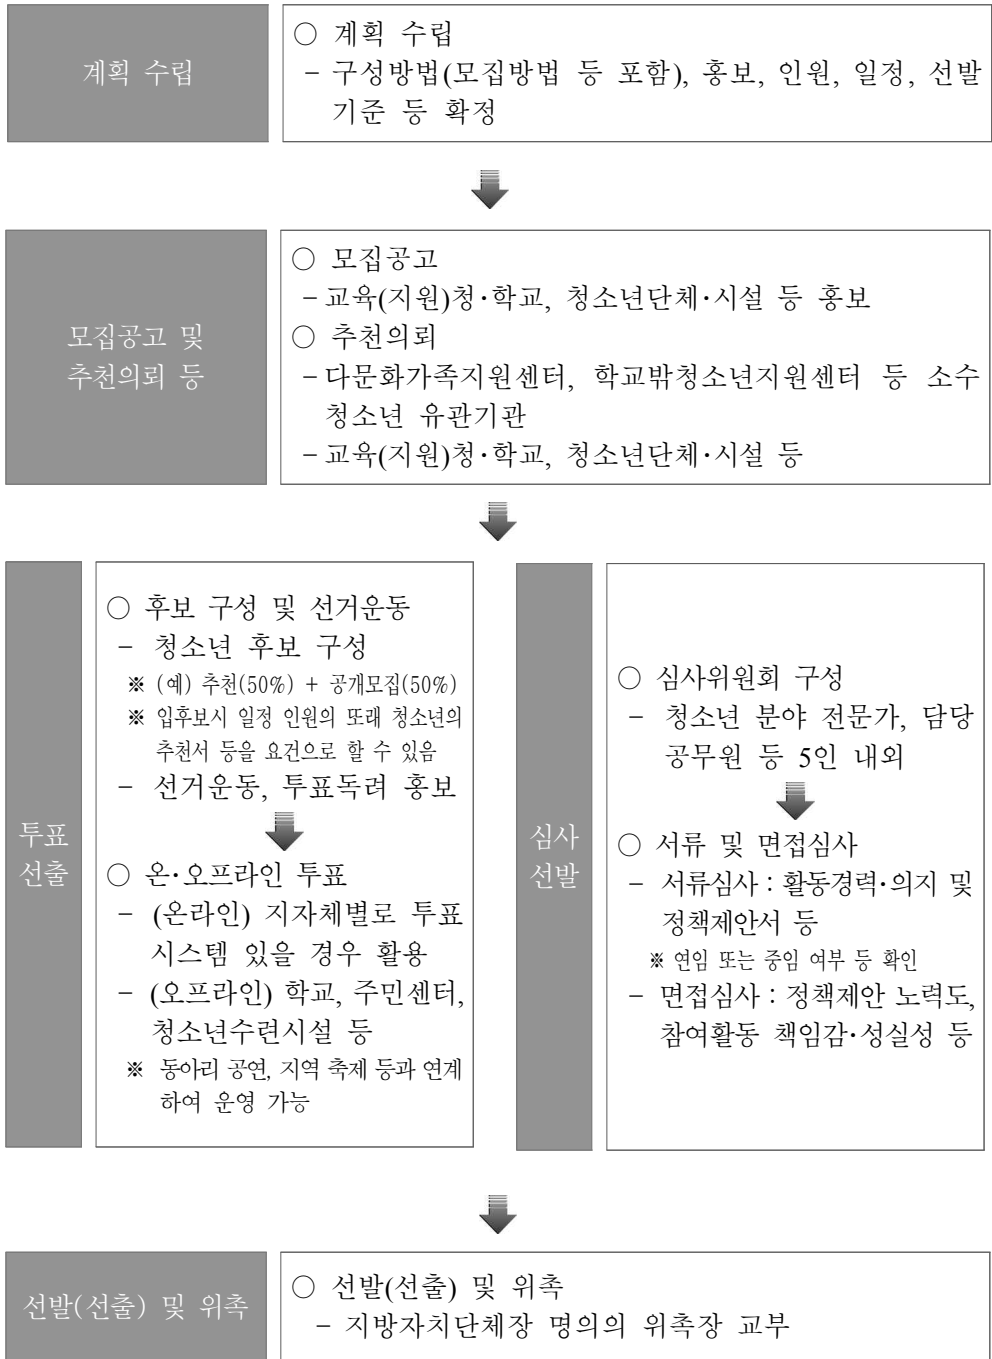 계획 수립
○ 계획 수립
- 구성방법(모집방법 등 포함), 홍보, 인원, 일정, 선발
기준 등 확정
모집공고 및
추천의뢰 등
○ 모집공고
- 교육(지원)청·학교, 청소년단체·시설 등 홍보
○ 추천의뢰
- 다문화가족지원센터, 학교밖청소년지원센터 등 소수
청소년 유관기관
- 교육(지원)청·학교, 청소년단체·시설 등
투표
선출
○ 후보 구성 및 선거운동
- 청소년 후보 구성
※ (예) 추천(50%) + 공개모집(50%)
※ 입후보시 일정 인원의 또래 청소년의
추천서 등을 요건으로 할 수 있음
- 선거운동, 투표독려 홍보
○ 온·오프라인 투표
- (온라인) 지자체별로 투표
시스템 있을 경우 활용
- (오프라인) 학교, 주민센터,
청소년수련시설 등
※ 동아리 공연, 지역 축제 등과 연계
하여 운영 가능
심사
선발
○ 심사위원회 구성
- 청소년 분야 전문가, 담당
공무원 등 5인 내외
○ 서류 및 면접심사
- 서류심사 : 활동경력·의지 및
정책제안서 등
※ 연임 또는 중임 여부 등 확인
- 면접심사 : 정책제안 노력도,
참여활동 책임감·성실성 등
선발(선출) 및 위촉
○ 선발(선출) 및 위촉
- 지방자치단체장 명의의 위촉장 교부